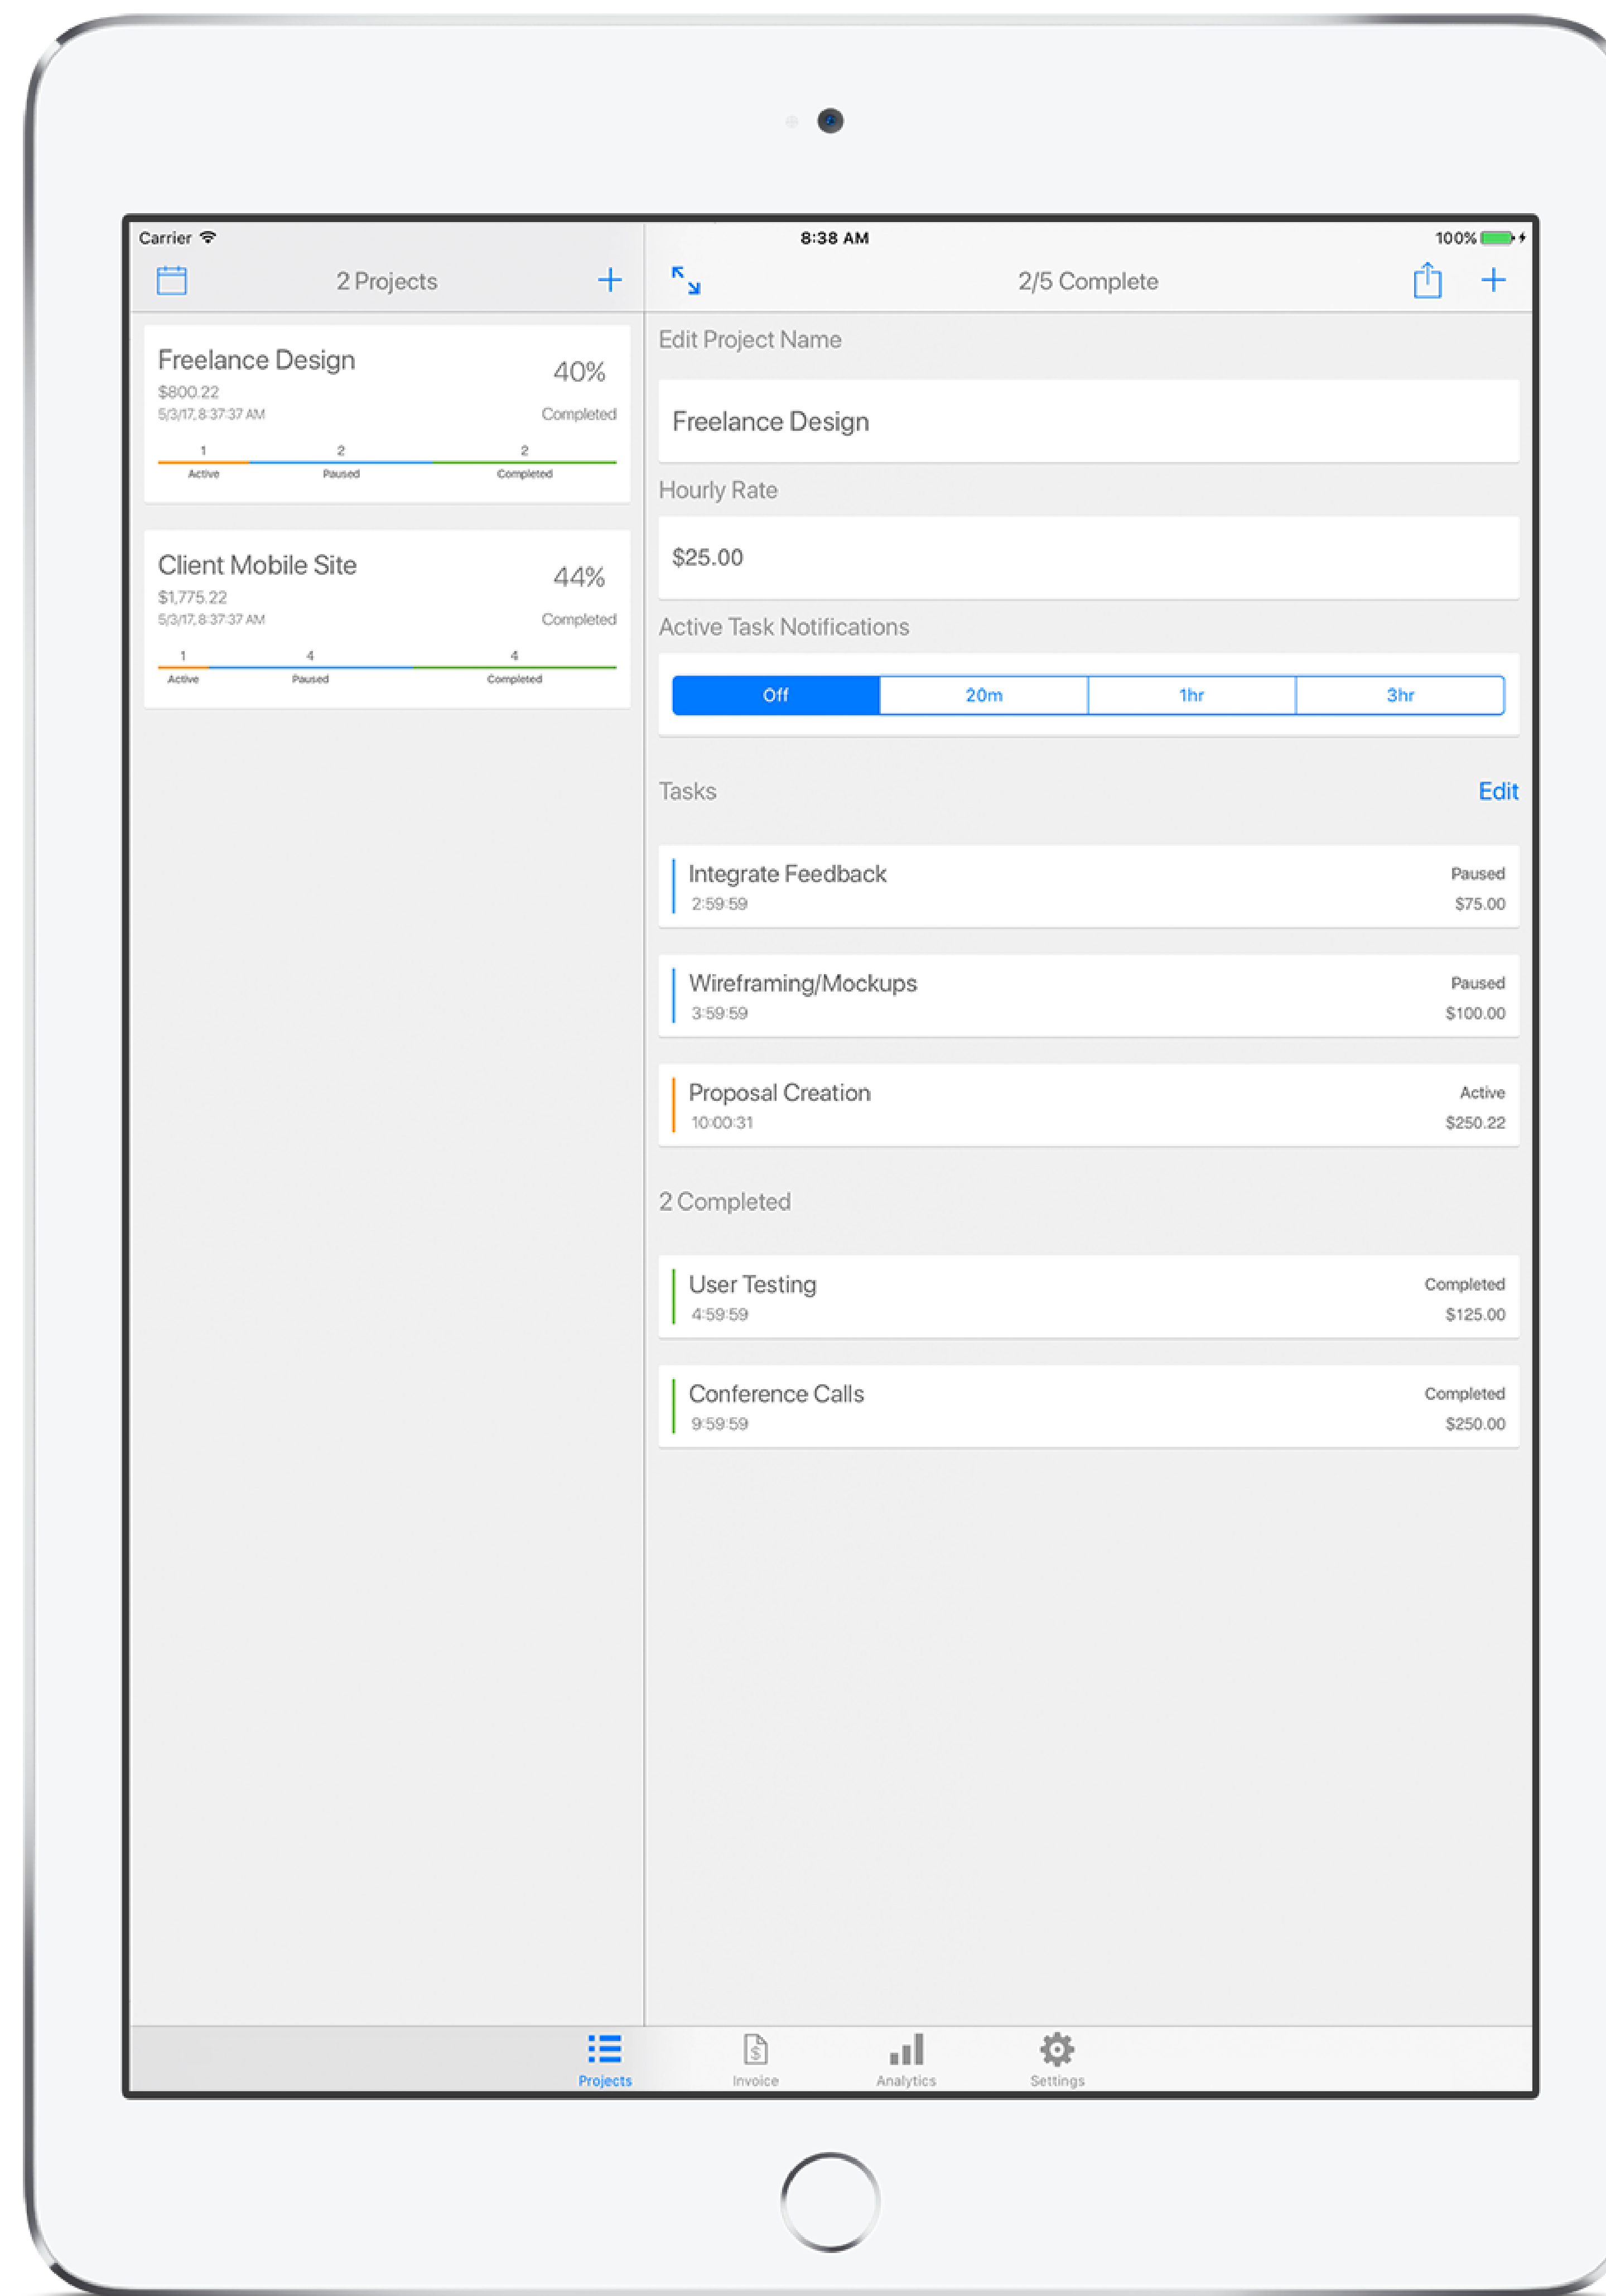 Carrier
8:38 AM
100%
2 Projects
2/5 Complete
Freelance Design
40%
$800.22
5/3/17, 8:37:37 AM
Completed
1
2
2
Active
Paused
Completed
Client Mobile Site
44%
$1,775.22
5/3/17, 8:37:37 AM
Completed
1
4
4
Active
Paused
Completed
Edit Project Name
Freelance Design
Hourly Rate
$25.00
Active Task Notifications
Off
20m
1hr
3hr
Tasks
Edit
Integrate Feedback
Paused
2:59:59
$75.00
Wireframing/Mockups
Paused
3:59:59
$100.00
Proposal Creation
Active
10:00:31
$250.22
2 Completed
User Testing
Completed
4:59:59
$125.00
Conference Calls
Completed
9:59:59
$250.00
Projects
Invoice
Analytics
Settings